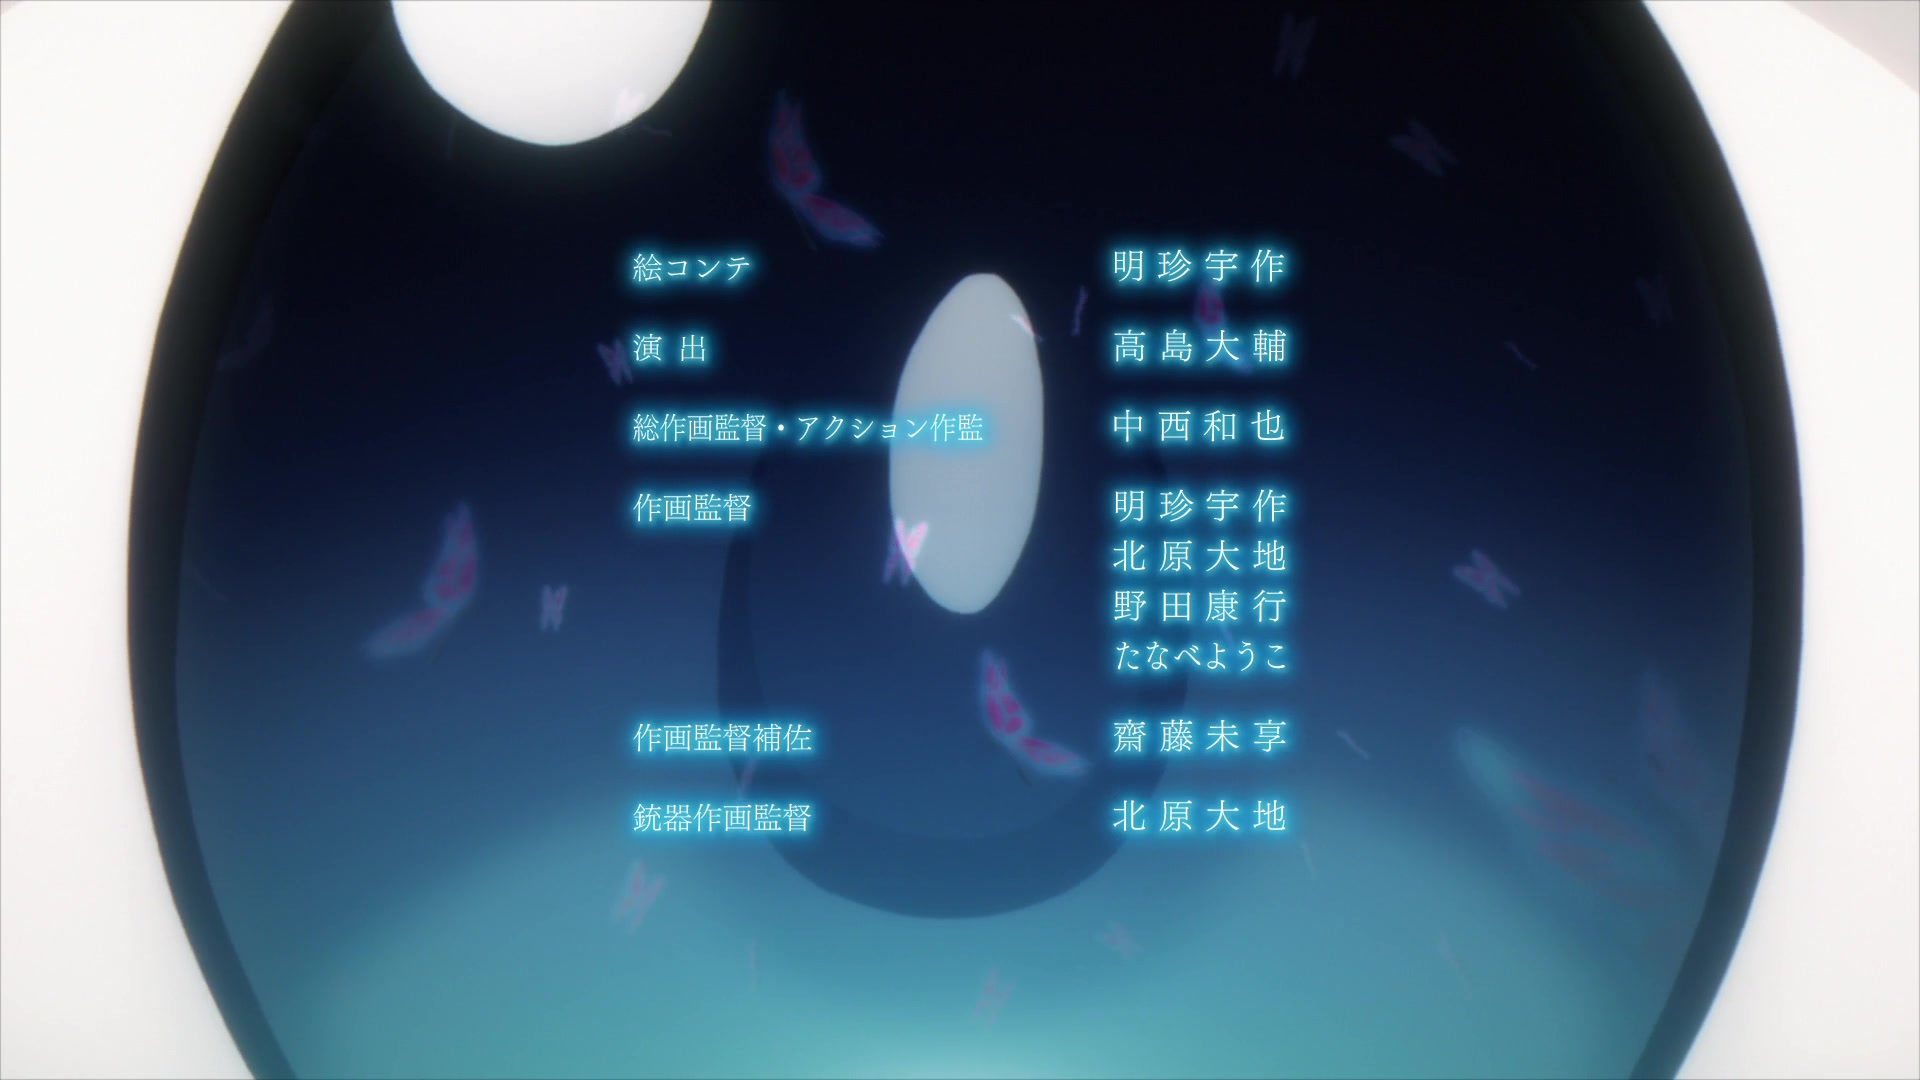 絵コンテ 明珍宇作
演出 高島大輔
総作画監督・アクション作監 中西和也
作画監督 明珍宇作
北原大地
野田康行
たなべようこ
作画監督補佐 齋藤未享
銃器作画監督 北原大地